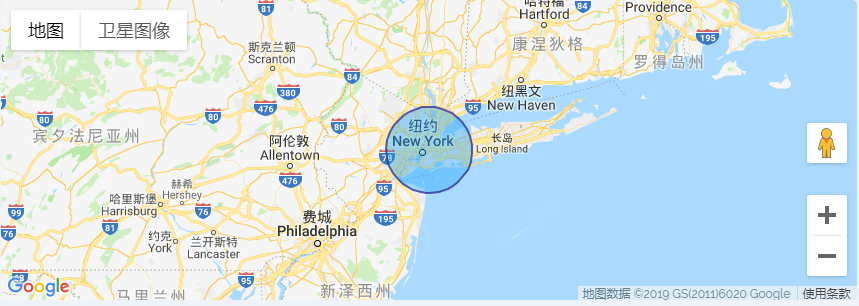 地图
卫星图像
81
哈特福
Hartford
Providence
195
康涅狄格
罗得岛州
斯克兰顿
Scranton
84
380
476
纽黑文
New Haven
95
80
80
80
宾夕法尼亚州
纽约
New York
长岛
Long Island
阿伦敦
Allentown
78
476
95
赫希
Hershey
哈里斯堡
Harrisburg
99
76
195
费城
Philadelphia
76
81
约克
York
兰开斯特
Lancaster
95
68
Google
马里兰州
新泽西州
地图数据 ©2019 GS(2011)6020 Google
使用条款